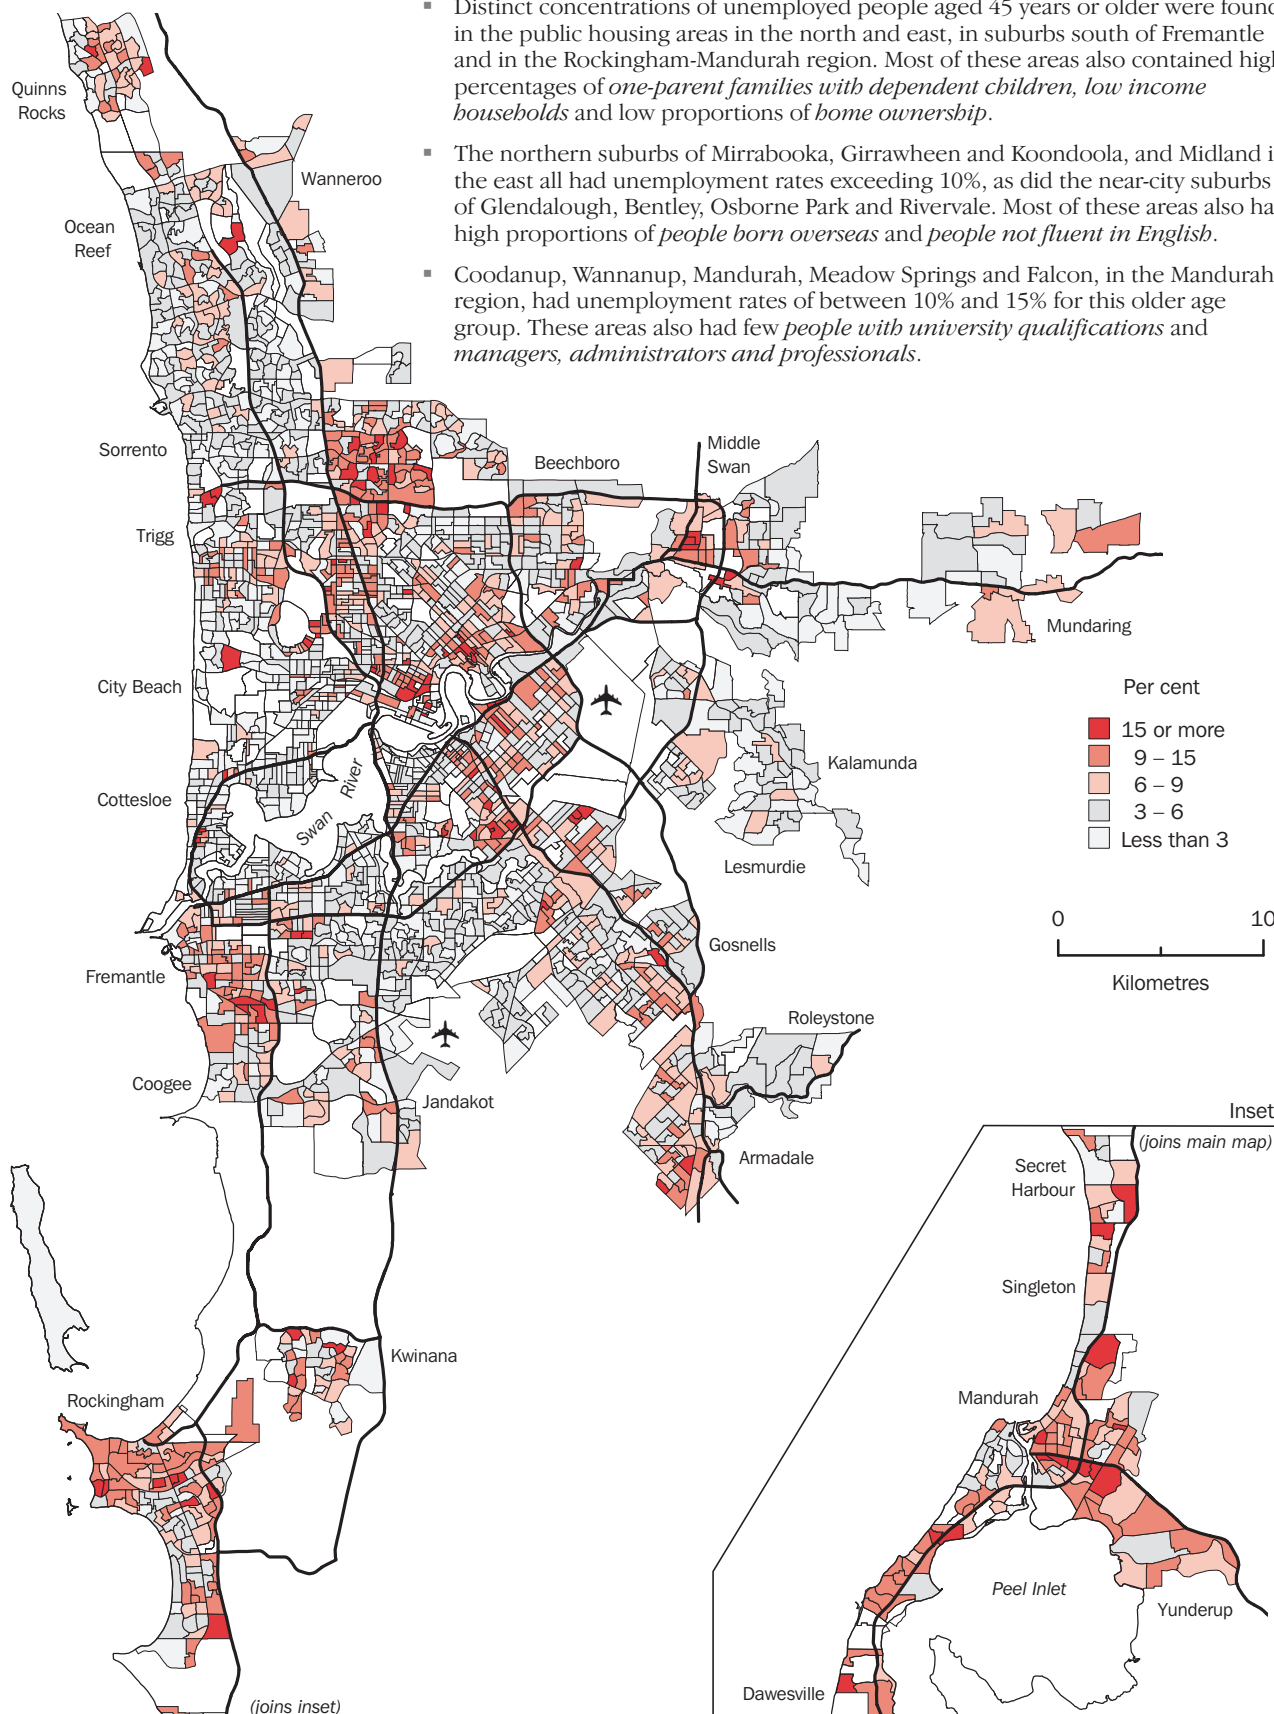 Distinct concentrations of unemployed people aged 45 years or older were found
in the public housing areas in the north and east, in suburbs south of Fremantle
and in the Rockingham-Mandurah region. Most of these areas also contained high
percentages of one-parent families with dependent children, low income
households and low proportions of home ownership.
The northern suburbs of Mirrabooka, Girrawheen and Koondoola, and Midland i
the east all had unemployment rates exceeding 10%, as did the near-city suburbs
of Glendalough, Bentley, Osborne Park and Rivervale. Most of these areas also ha
high proportions of people born overseas and people not fluent in English.
Coodanup, Wannanup, Mandurah, Meadow Springs and Falcon, in the Mandurah
region, had unemployment rates of between 10% and 15% for this older age
group. These areas also had few people with university qualifications and
managers, administrators and professionals.
Quinns
Rocks
Wanneroo
Ocean
Reef
Sorrento
Beechboro
Middle
Swan
Trigg
Mundaring
City Beach
Per cent
15 or more
9 – 15
6 – 9
3 – 6
Less than 3
Kalamunda
Cottesloe
Swan River
Lesmurdie
0 10
Kilometres
Gosnells
Fremantle
Roleystone
Coogee
Jandakot
Armadale
Inset
(joins main map)
Secret
Harbour
Singleton
Kwinana
Rockingham
Mandurah
Peel Inlet
Yunderup
Dawesville
(joins inset)